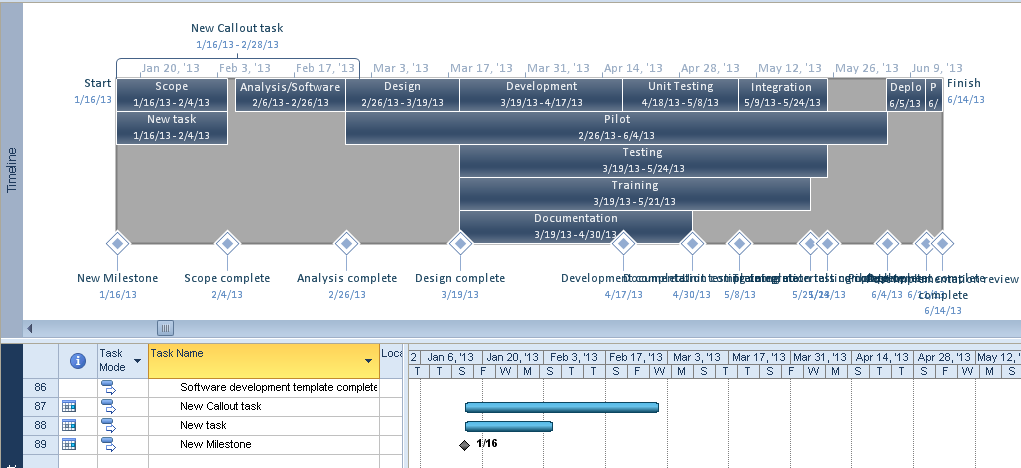 New Callout task
1/16/13 - 2/28/13
Jan 20, '13 Feb 3, '13 Feb 17, '13 Mar 3, '13 Mar 17, '13 Mar 31, '13 Apr 14, '13 Apr 28, '13 May 12, '13 May 26, '13 Jun 9, '13
Start
1/16/13
Scope
1/16/13 - 2/4/13
Analysis/Software
2/6/13 - 2/26/13
Design
2/26/13 - 3/19/13
Development
3/19/13 - 4/17/13
Unit Testing
4/18/13 - 5/8/13
Integration
5/9/13 - 5/24/13
Deplo
6/5/13
P
6/
Finish
6/14/13
New task
1/16/13 - 2/4/13
Pilot
2/26/13 - 6/4/13
Testing
3/19/13 - 5/24/13
Training
3/19/13 - 5/21/13
Documentation
3/19/13 - 4/30/13
Timeline
New Milestone
1/16/13
Scope complete
2/4/13
Analysis complete
2/26/13
Design complete
3/19/13
4/17/13
4/30/13
5/8/13
6/4/13
implementation review
complete
6/14/13
Task
Mode
Task Name
Loca
2 Jan 6, '13 Jan 20, '13 Feb 3, '13 Feb 17, '13 Mar 3, '13 Mar 17, '13 Mar 31, '13 Apr 14, '13 Apr 28, '13 May 12, '13
T T S F W M T T S F W M T T S F W M T T S
86 Software development template complete
87 New Callout task
88 New task
89 New Milestone
1/16